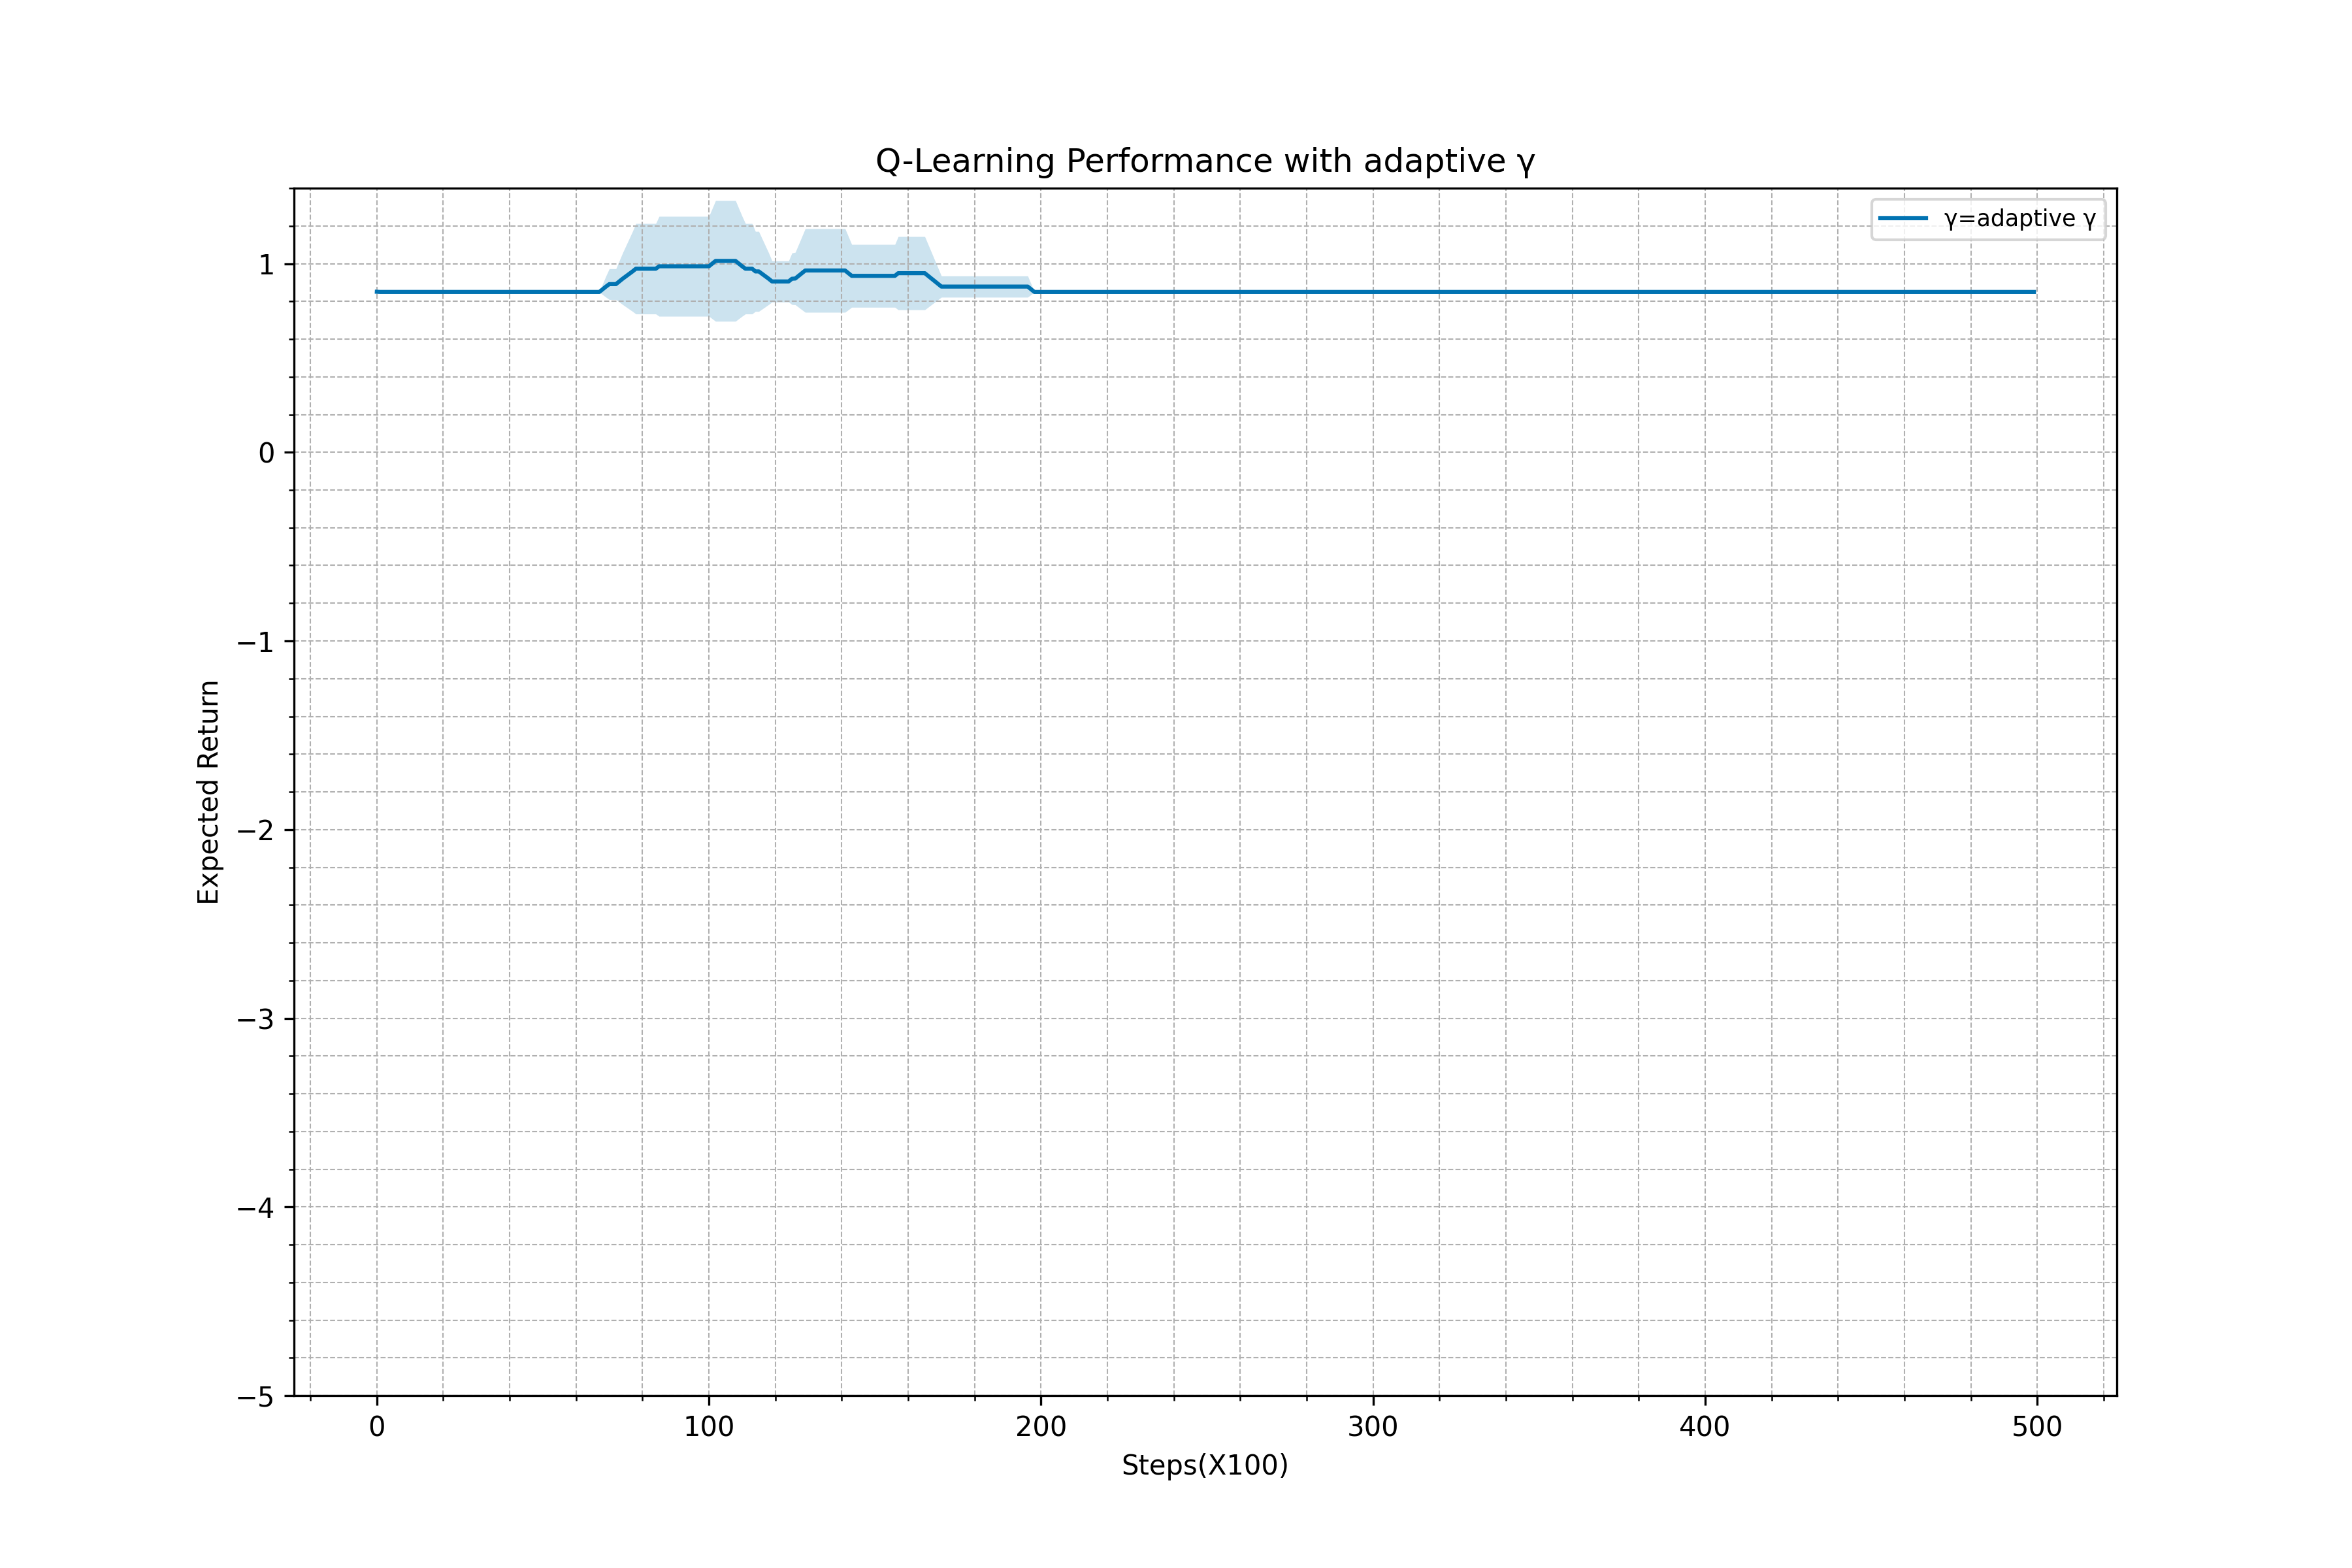 Q-Learning Performance with adaptive γ
γ=adaptive γ
Expected Return
1
0
−1
−2
−3
−4
−5
0 100 200 300 400 500
Steps(X100)